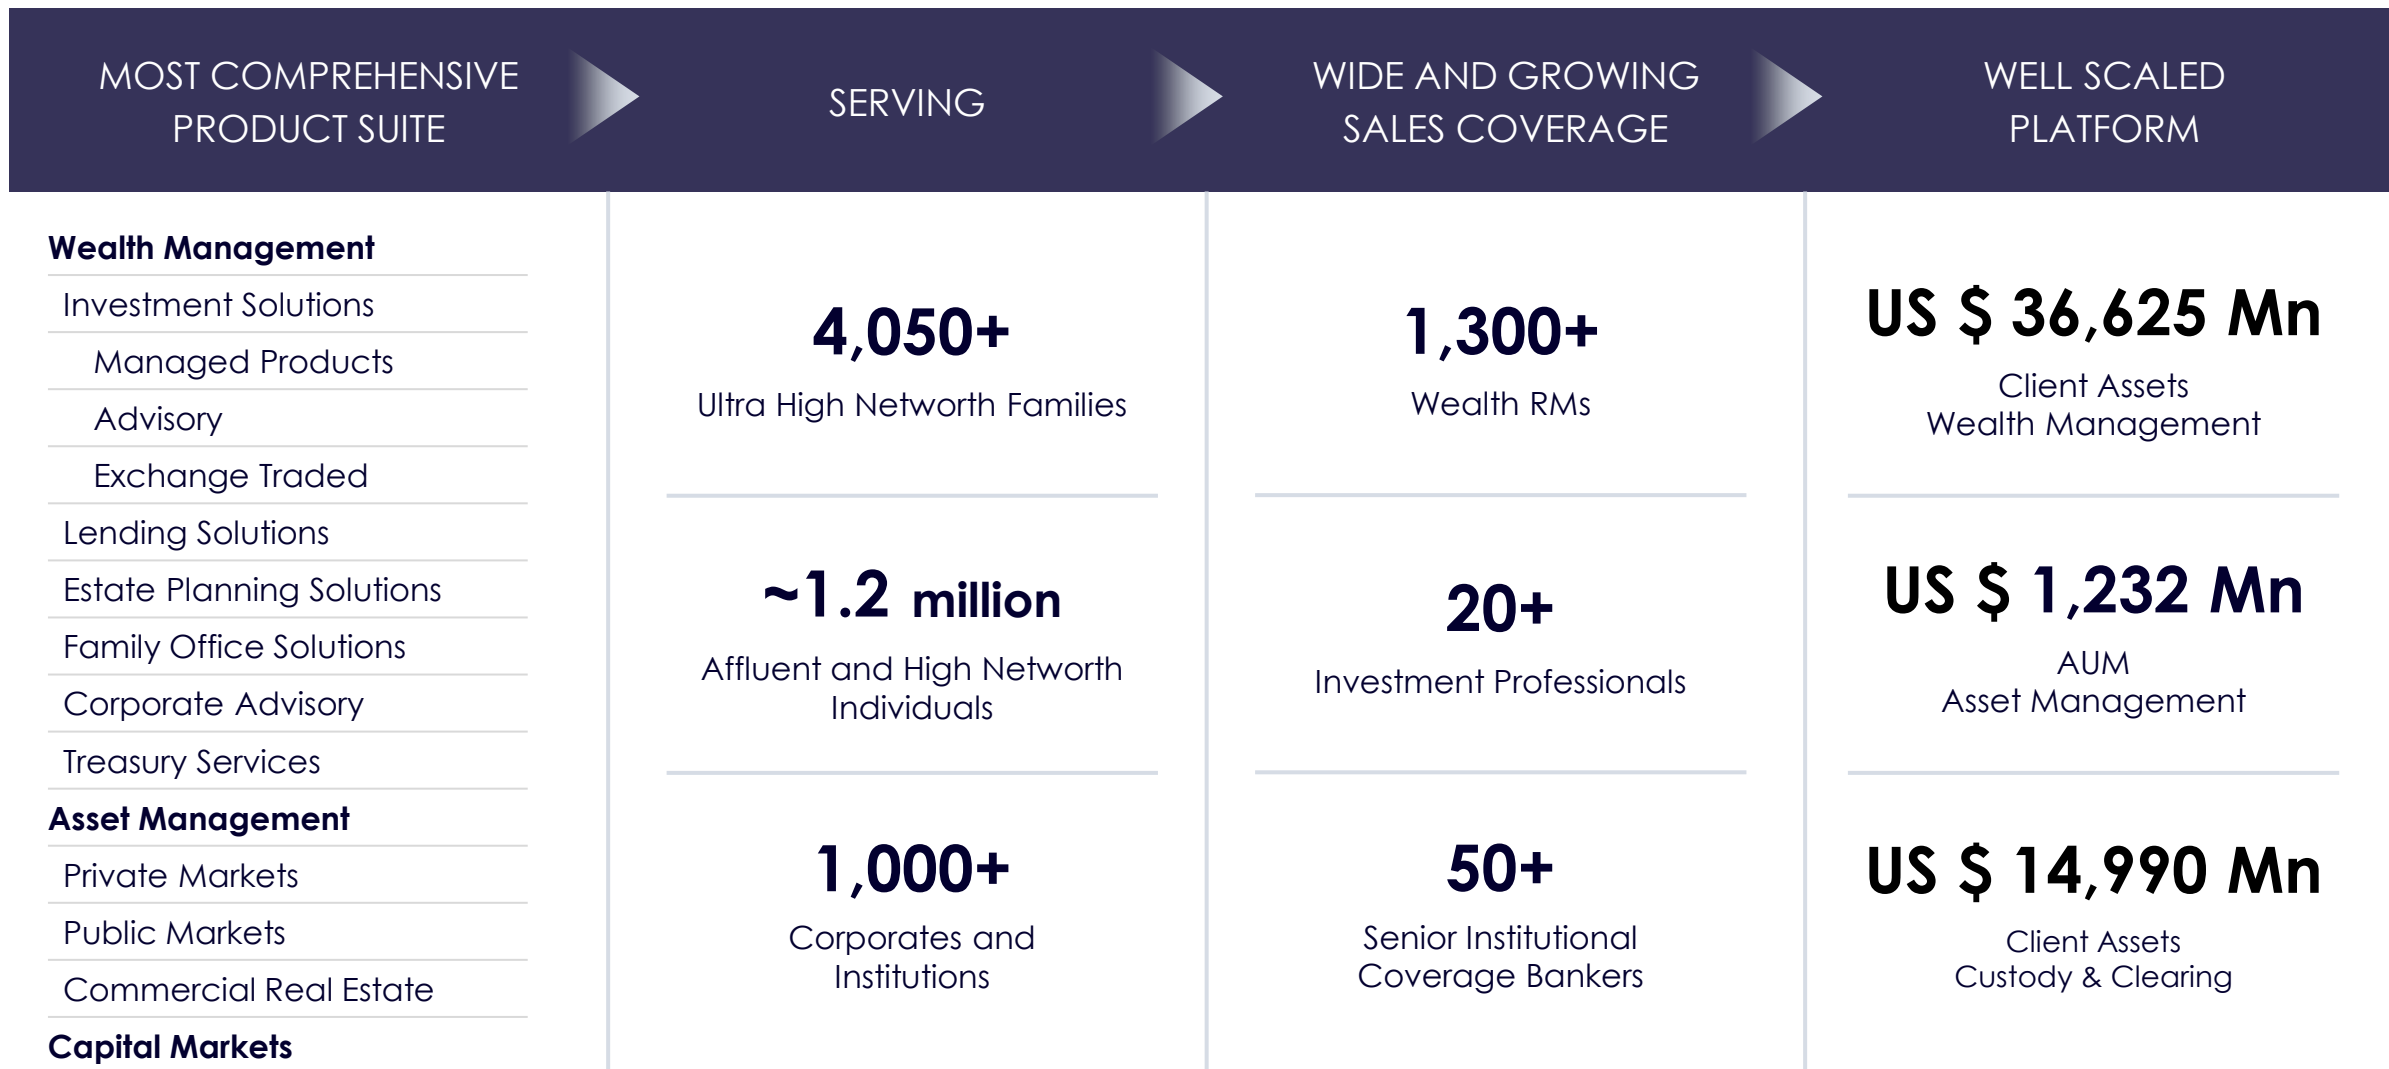 MOST COMPREHENSIVE
PRODUCT SUITE
SERVING
WIDE AND GROWING
SALES COVERAGE
WELL SCALED
PLATFORM
Wealth Management
Investment Solutions
Managed Products
Advisory
Exchange Traded
Lending Solutions
Estate Planning Solutions
Family Office Solutions
Corporate Advisory
Treasury Services
Asset Management
Private Markets
Public Markets
Commercial Real Estate
Capital Markets
4,050+
Ultra High Networth Families
~1.2 million
Affluent and High Networth
Individuals
1,000+
Corporates and
Institutions
1,300+
Wealth RMs
20+
Investment Professionals
50+
Senior Institutional
Coverage Bankers
US $ 36,625 Mn
Client Assets
Wealth Management
US $ 1,232 Mn
AUM
Asset Management
US $ 14,990 Mn
Client Assets
Custody & Clearing